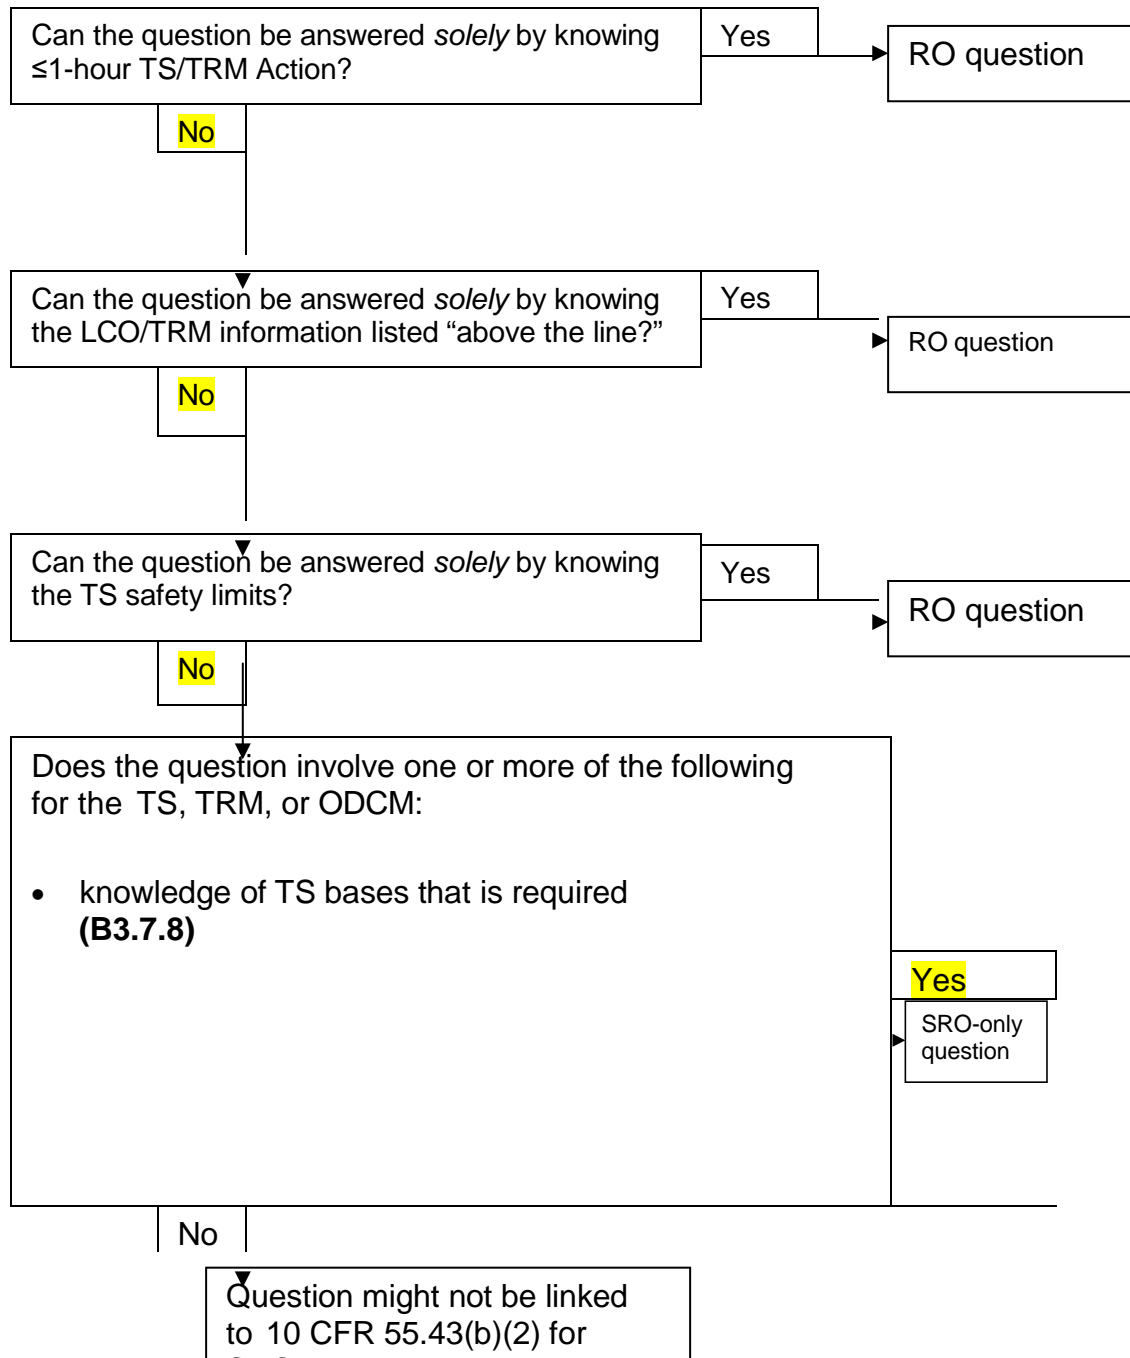 Can the question be answered solely by knowing
≤1-hour TS/TRM Action?
Yes
RO question
No
Can the question be answered solely by knowing
the LCO/TRM information listed “above the line?”
Yes
RO question
No
Can the question be answered solely by knowing
the TS safety limits?
Yes
RO question
No
Does the question involve one or more of the following
for the TS, TRM, or ODCM:
• knowledge of TS bases that is required
(B3.7.8)
Yes
SRO-only
question
No
Question might not be linked
to 10 CFR 55.43(b)(2) for